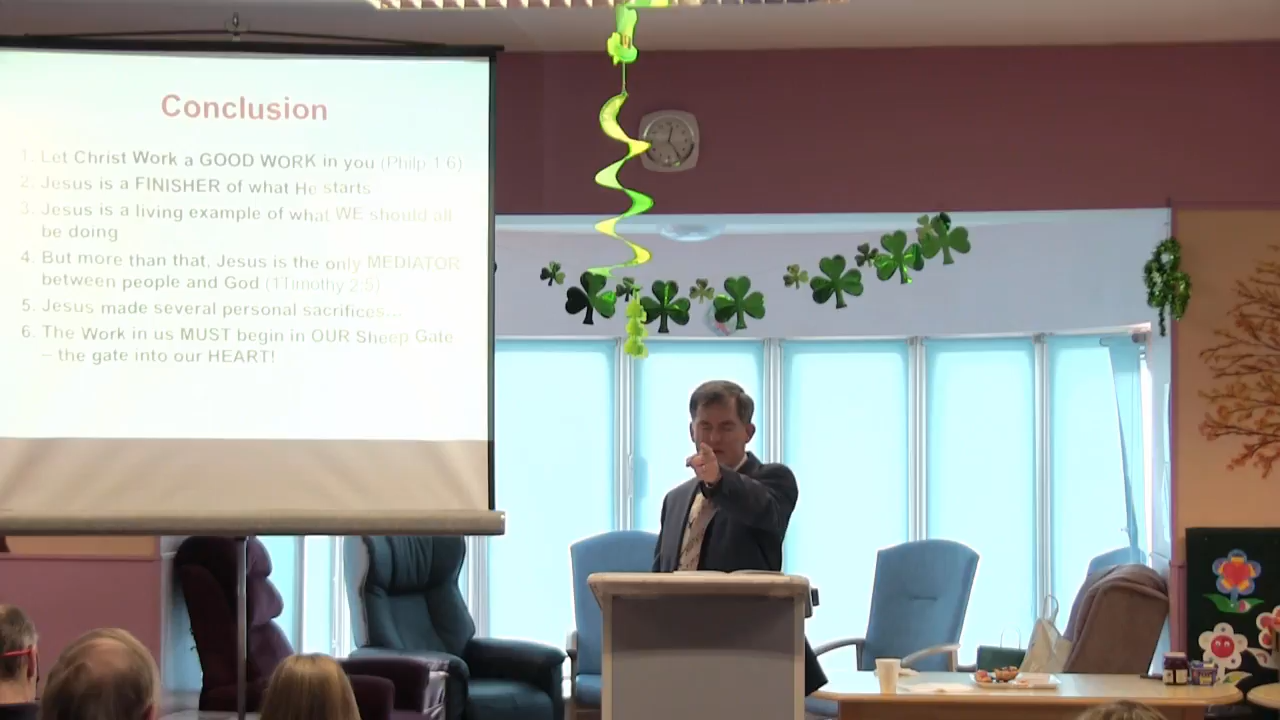 Conclusion
1. Let Christ Work a GOOD WORK in you (Philp 1:6)
2. Jesus is a FINISHER of what He starts
3. Jesus is a living example of what WE should all
be doing
4. But more than that, Jesus is the only MEDIATOR
between people and God (1Timothy 2:5)
5. Jesus made several personal sacrifices...
6. The Work in us MUST begin in OUR Sheep Gate
– the gate into our HEART!